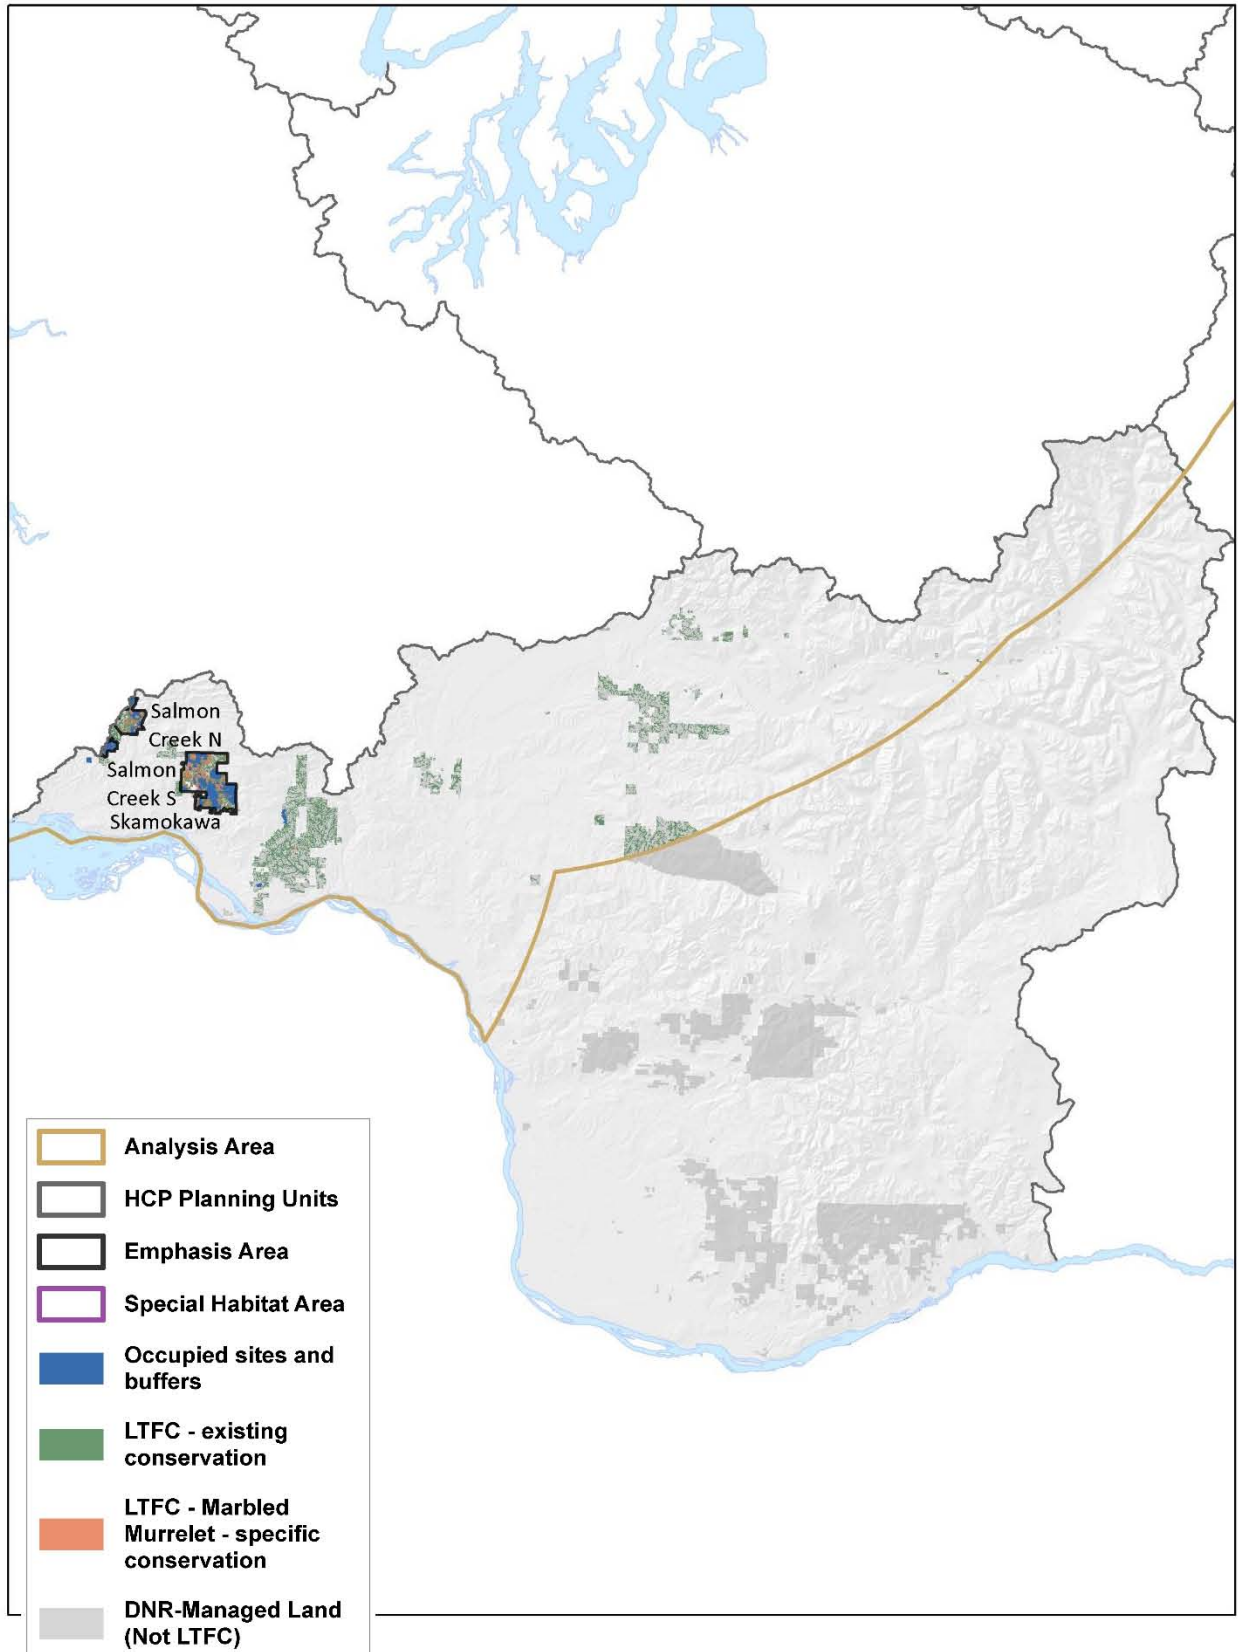 Salmon
Creek N
Salmon
Creek S
Skamokawa
Analysis Area
HCP Planning Units
Emphasis Area
Special Habitat Area
Occupied sites and
buffers
LTFC - existing
conservation
LTFC - Marbled
Murrelet - specific
conservation
DNR-Managed Land
(Not LTFC)